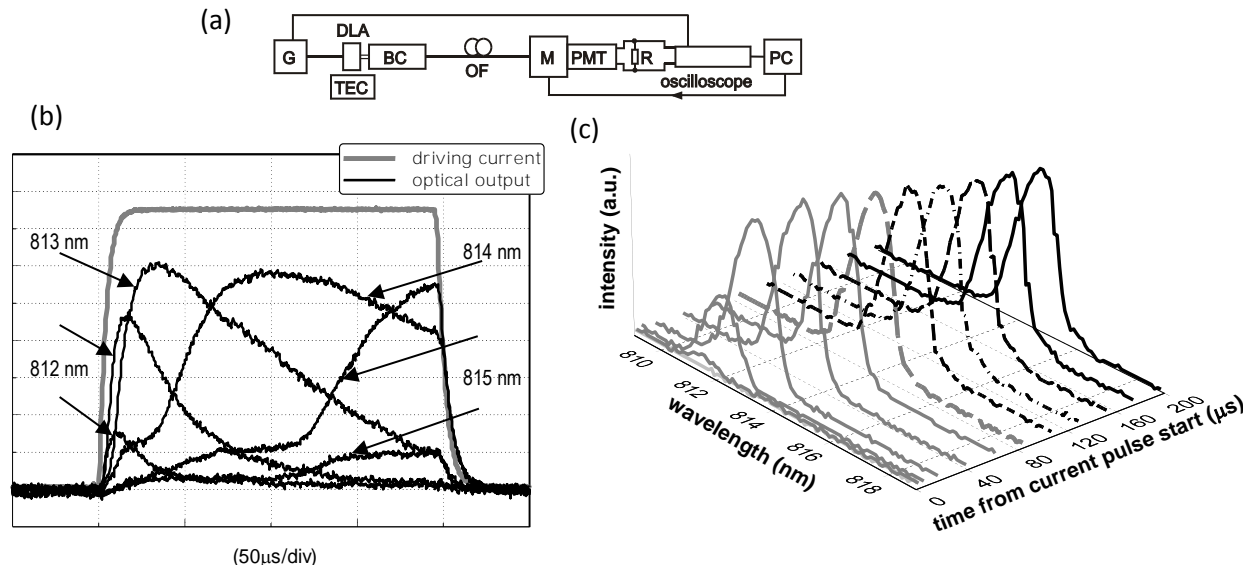 (a)
DLA
G
BC
TEC
OF
M
PMT
R
oscilloscope
PC
(b)
driving current
optical output
813 nm
814 nm
812 nm
815 nm
(50µs/div)
(c)
intensity (a.u.)
810
812
814
816
818
wavelength (nm)
0
40
80
120
160
200
time from current pulse start (µs)